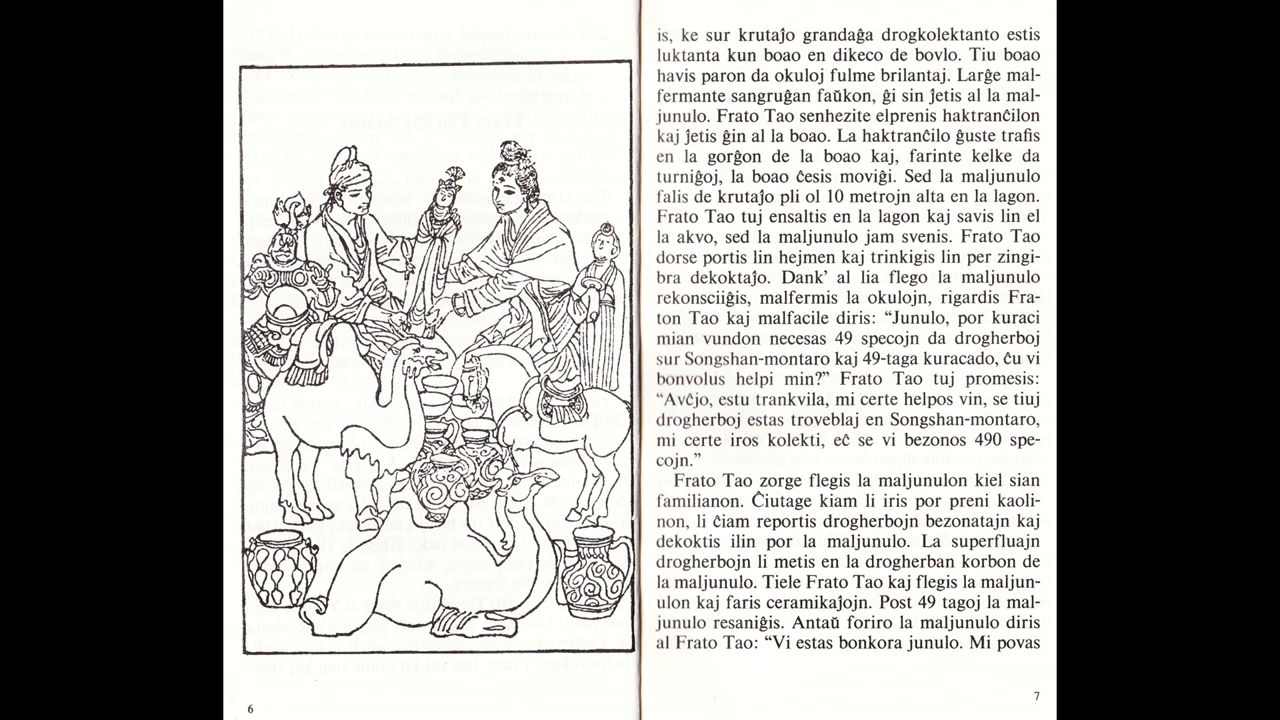 is, ke sur krutaĵo grandaĝa drogkolektanto estis
luktanta kun boao en dikeco de bovlo. Tiu boao
havis paron da okuloj fulme brilantaj. Larĝe mal-
fermante sangruĝan faŭkon, ĝi sin ĵetis al la mal-
junulo. Frato Tao senhezite elprenis haktranĉilon
kaj ĵetis ĝin al la boao. La haktranĉilo ĝuste trafis
en la gorĝon de la boao kaj, farinte kelke da
turniĝoj, la boao ĉesis moviĝi. Sed la maljunulo
falis de krutaĵo pli ol 10 metrojn alta en la lagon.
Frato Tao tuj ensaltis en la lagon kaj savis lin el
la akvo, sed la maljunulo jam svenis. Frato Tao
dorse portis lin hejmen kaj trinkigis lin per zingi-
bra dekoktaĵo. Dank' al lia flego la maljunulo
rekonsciiĝis, malfermis la okulojn, rigardis Fra-
ton Tao kaj malfacile diris: “Junulo, por kuraci
mian vundon necesas 49 specojn da drogherboj
sur Songshan-montaro kaj 49-taga kuracado, ĉu vi
bonvolus helpi min?” Frato Tao tuj promesis:
“Avĉjo, estu trankvila, mi certe helpos vin, se tiuj
drogherboj estas troveblaj en Songshan-montaro,
mi certe iros kolekti, eĉ se vi bezonos 490 spe-
cojn.”
Frato Tao zorge flegis la maljunulon kiel sian
familianon. Ĉiutage kiam li iris por preni kaoli-
non, li ĉiam reportis drogherbojn bezonatajn kaj
dekoktis ilin por la maljunulo. La superfluajn
drogherbojn li metis en la drogherban korbon de
la maljunulo. Tiele Frato Tao kaj flegis la maljun-
ulon kaj faris ceramikaĵojn. Post 49 tagoj la mal-
junulo resaniĝis. Antaŭ foriro la maljunulo diris
al Frato Tao: “Vi estas bonkora junulo. Mi povas
6
7